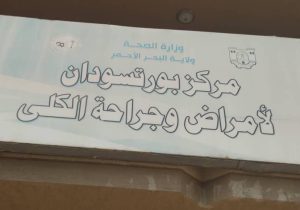 وزارة الصحة
ولاية البحر الأحمر
مركز بورتسودان
لأمراض وجراحة الكلى